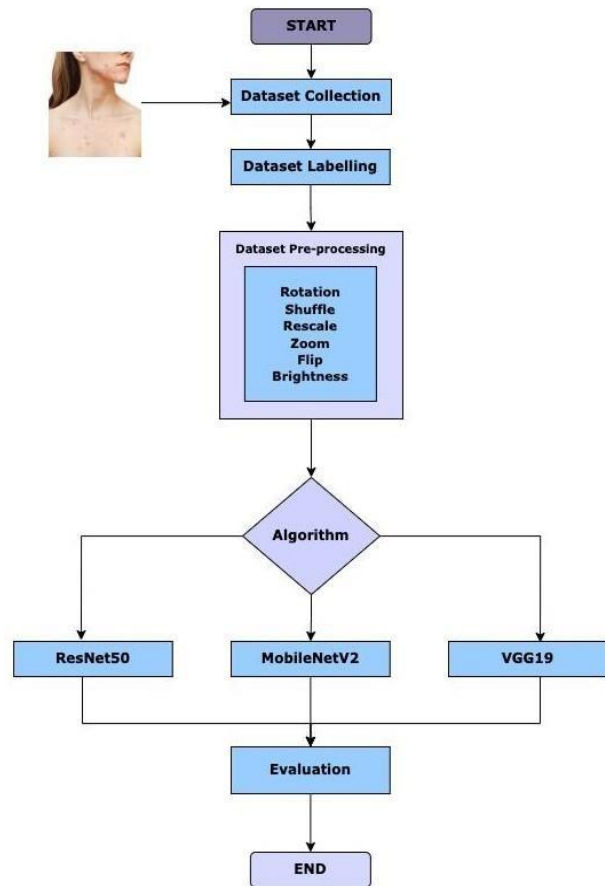 START
Dataset Collection
Dataset Labelling
Dataset Pre-processing
Rotation
Shuffle
Rescale
Zoom
Flip
Brightness
Algorithm
ResNet50
MobileNetV2
VGG19
Evaluation
END